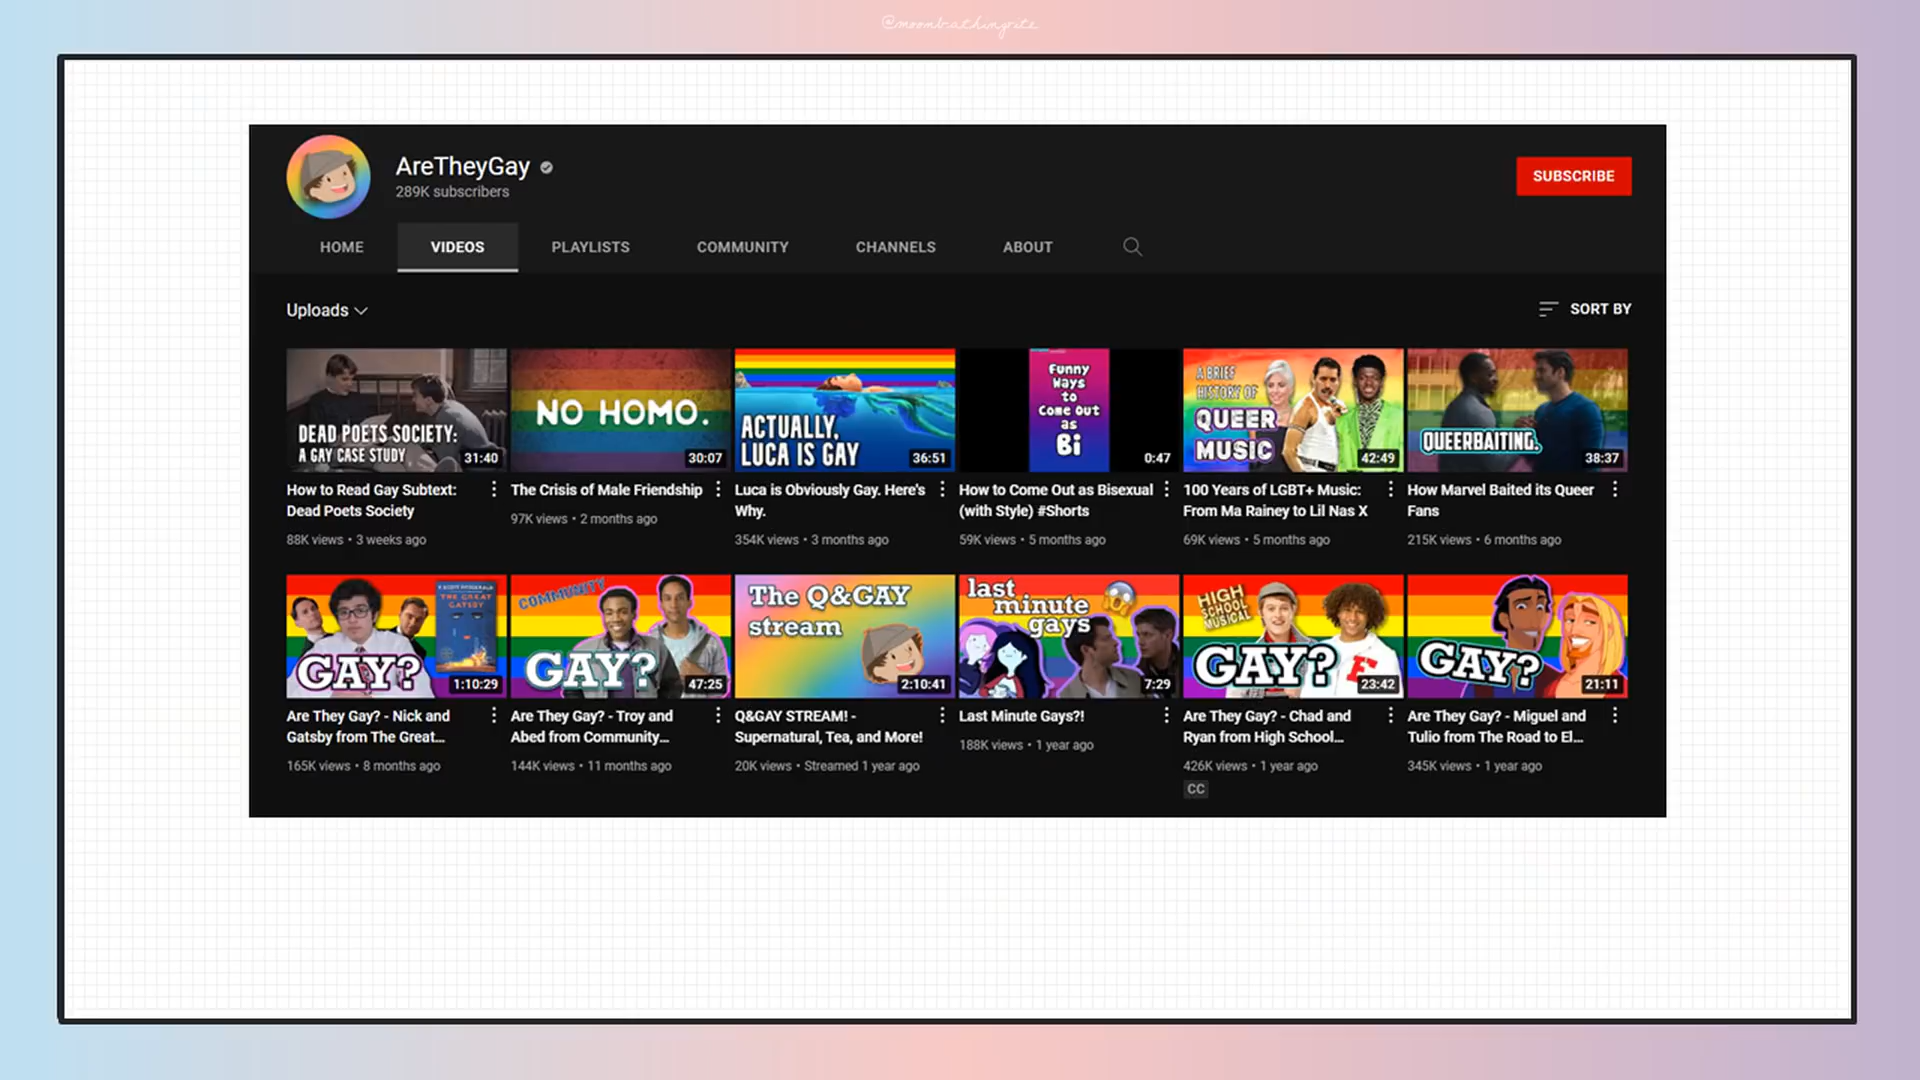 @moonbathingrite
AreTheyGay
289K subscribers
SUBSCRIBE
HOME VIDEOS PLAYLISTS COMMUNITY CHANNELS ABOUT
Uploads
SORT BY
DEAD POETS SOCIETY:
A GAY CASE STUDY
31:40
How to Read Gay Subtext:
Dead Poets Society
88K views • 3 weeks ago
NO HOMO.
30:07
The Crisis of Male Friendship
97K views • 2 months ago
ACTUALLY,
LUCA IS GAY
36:51
Luca is Obviously Gay. Here's
Why.
354K views • 3 months ago
Funny
Ways
to
Come Out
as
Bi
0:47
How to Come Out as Bisexual
(with Style) #Shorts
59K views • 5 months ago
A BRIEF
HISTORY OF
QUEER
MUSIC
42:49
100 Years of LGBT+ Music:
From Ma Rainey to Lil Nas X
69K views • 5 months ago
QUEERBAITING.
38:37
How Marvel Baited its Queer
Fans
215K views • 6 months ago
THE GREAT
GATSBY
GAY?
1:10:29
Are They Gay? - Nick and
Gatsby from The Great...
165K views • 8 months ago
COMMUNITY
GAY?
47:25
Are They Gay? - Troy and
Abed from Community...
144K views • 11 months ago
The Q&GAY
stream
2:10:41
Q&GAY STREAM! -
Supernatural, Tea, and More!
20K views • Streamed 1 year ago
last
minute
gays
7:29
Last Minute Gays?!
188K views • 1 year ago
HIGH
SCHOOL
MUSICAL
GAY?
23:42
Are They Gay? - Chad and
Ryan from High School...
426K views • 1 year ago
CC
GAY?
21:11
Are They Gay? - Miguel and
Tulio from The Road to El...
345K views • 1 year ago